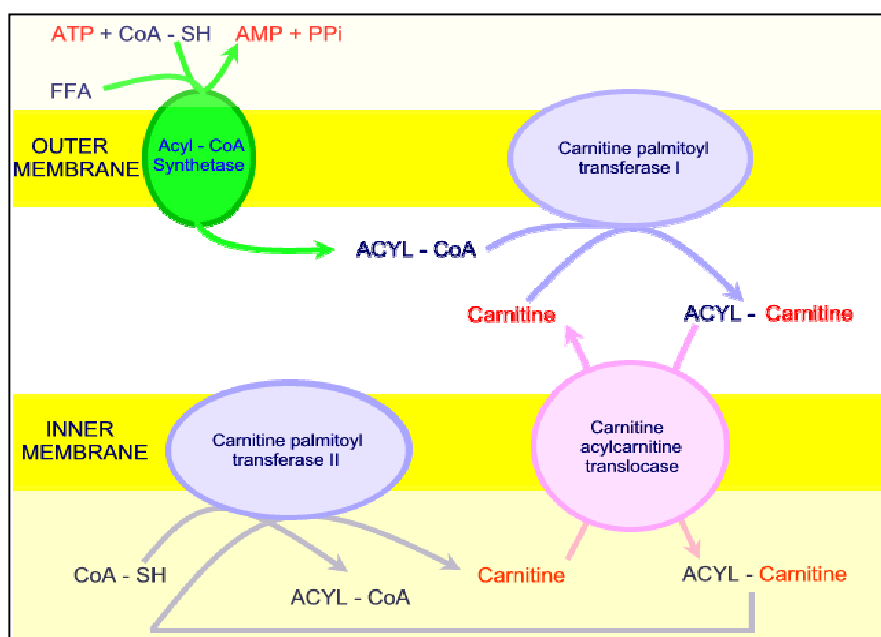 ATP + CoA - SH AMP + PPi
FFA
OUTER
MEMBRANE
Acyl - CoA
Synthetase
Carnitine palmitoyl
transferase I
ACYL - CoA
Carnitine
ACYL - Carnitine
INNER
MEMBRANE
Carnitine palmitoyl
transferase II
Carnitine
acylcarnitine
translocase
CoA - SH
ACYL - CoA
Carnitine
ACYL - Carnitine